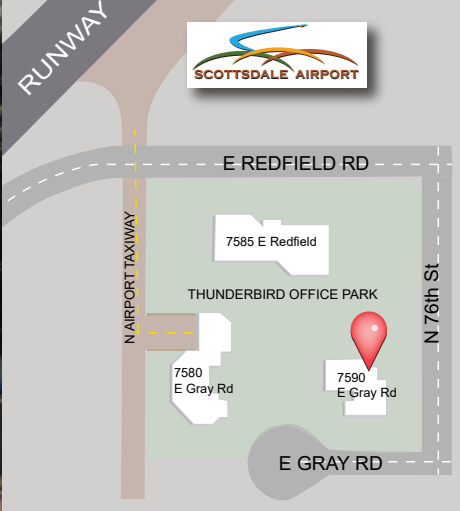 RUNWAY
SCOTTSDALE AIRPORT
E REDFIELD RD
N AIRPORT TAXIWAY
7585 E Redfield
THUNDERBIRD OFFICE PARK
N 76th St
7580
E Gray Rd
7590
E Gray Rd
E GRAY RD